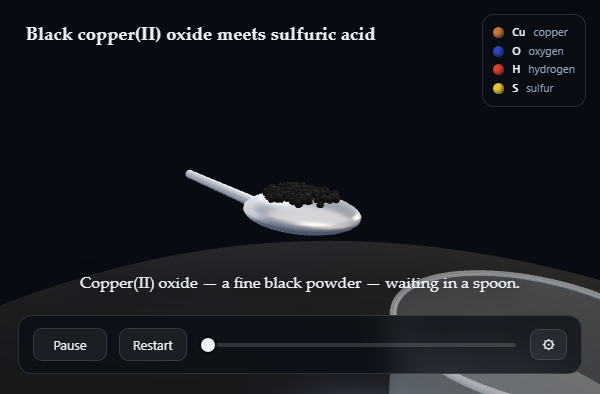 Black copper(II) oxide meets sulfuric acid
Cu copper
O oxygen
H hydrogen
S sulfur
Copper(II) oxide — a fine black powder — waiting in a spoon.
Pause
Restart